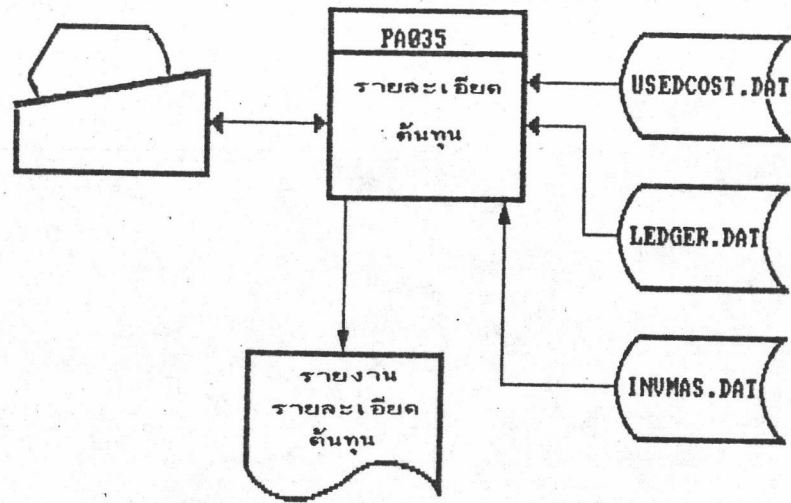 PA035
รายละเอียด
ต้นทุน
USEDCOST.DAT
LEDGER.DAT
INVMAS.DAT
รายงาน
รายละเอียด
ต้นทุน